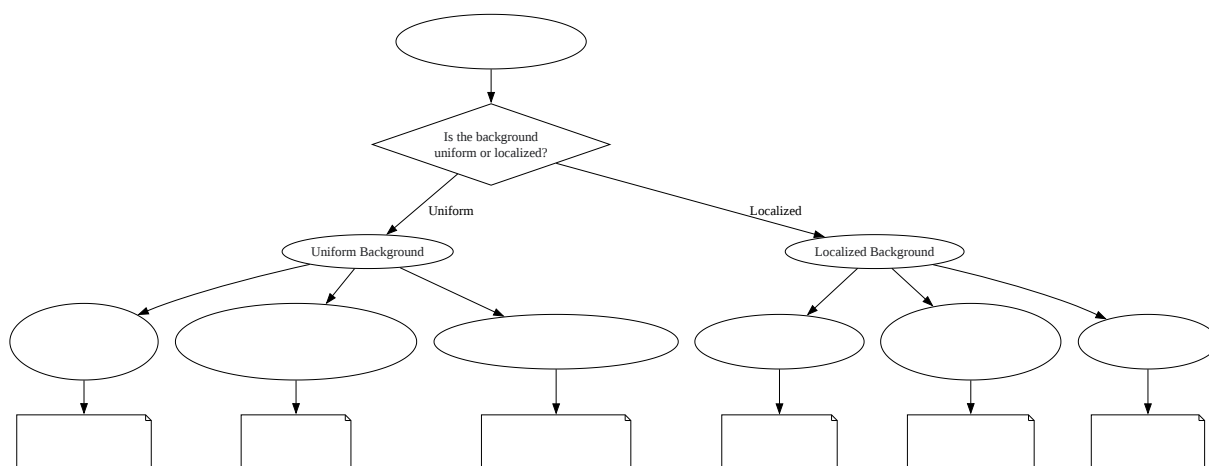 Is the background
uniform or localized?
Uniform
Localized
Uniform Background
Localized Background